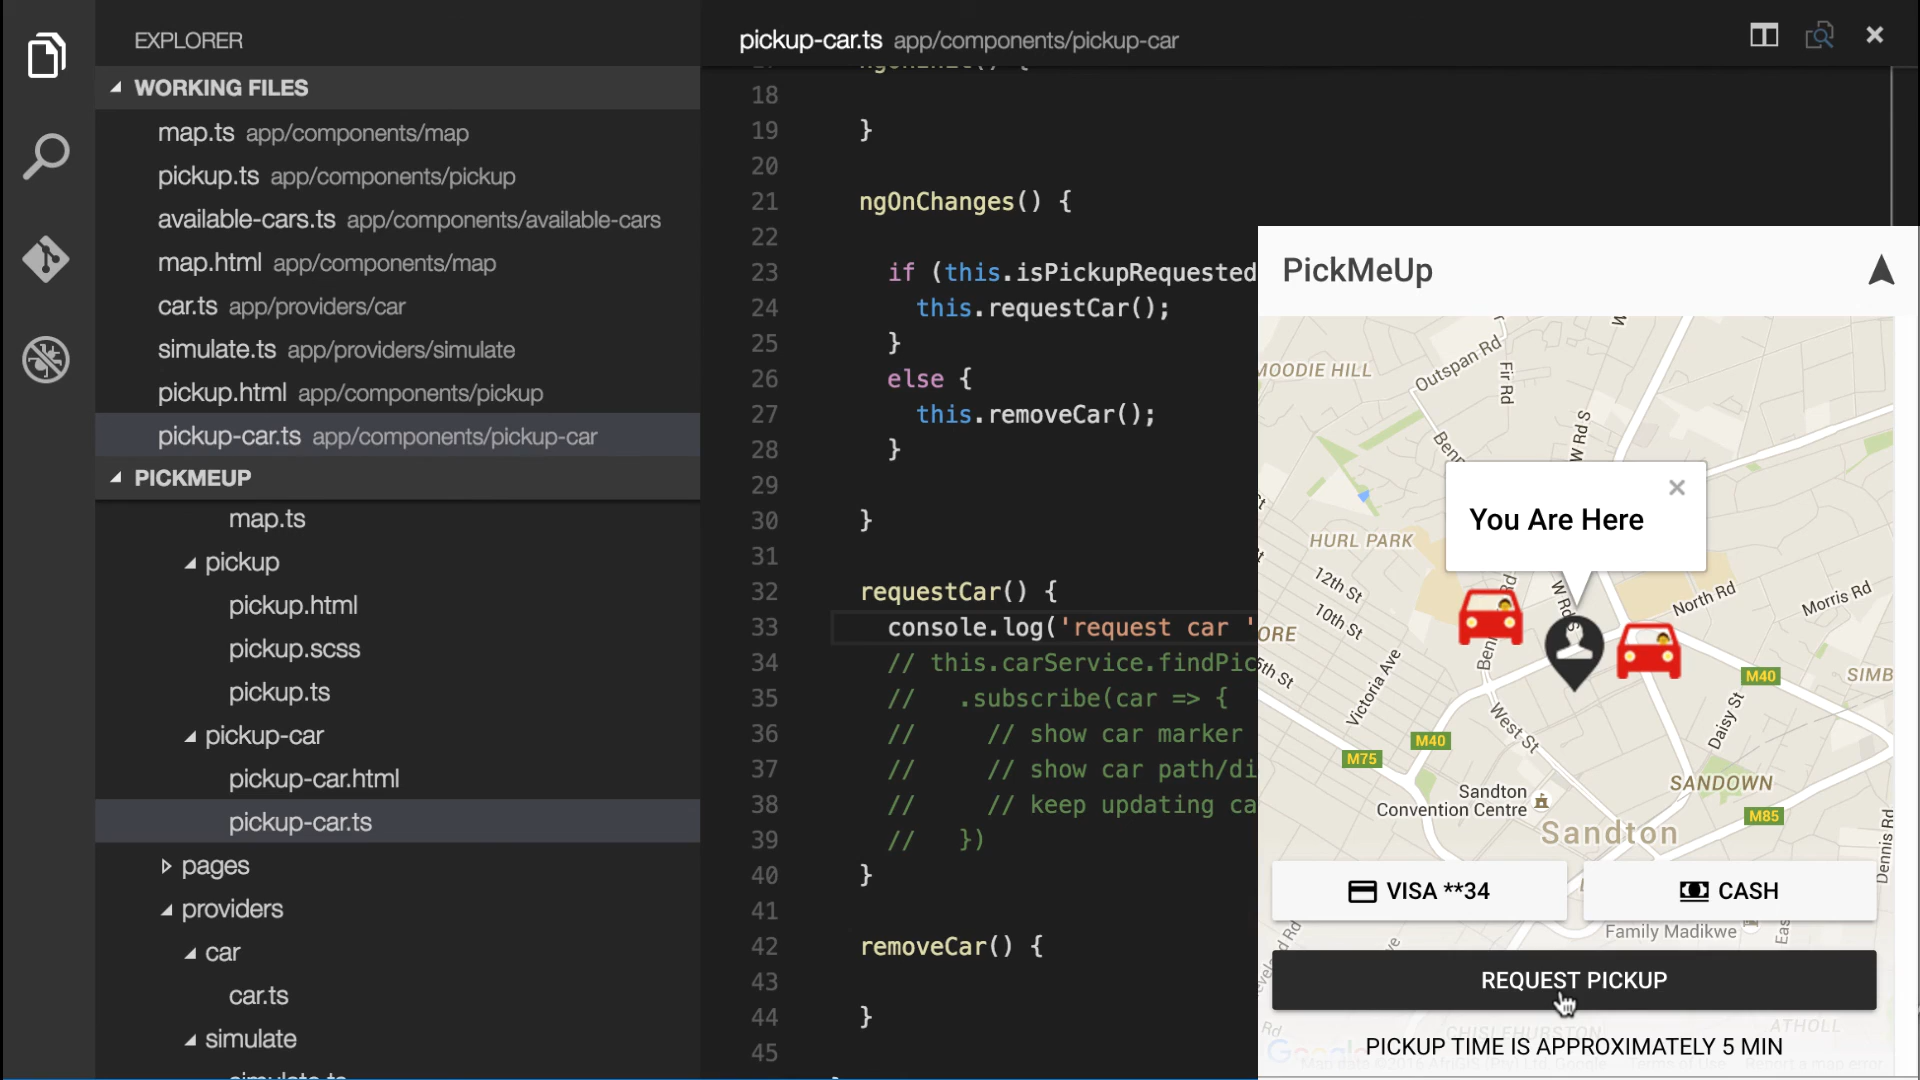 EXPLORER
WORKING FILES
map.ts app/components/map
pickup.ts app/components/pickup
available-cars.ts app/components/available-cars
map.html app/components/map
car.ts app/providers/car
simulate.ts app/providers/simulate
pickup.html app/components/pickup
pickup-car.ts app/components/pickup-car
PICKMEUP
map.ts
pickup
pickup.html
pickup.scss
pickup.ts
pickup-car
pickup-car.html
pickup-car.ts
pages
providers
car
car.ts
simulate
simulate.ts
pickup-car.ts app/components/pickup-car
18
19 }
20
21 ngOnChanges() {
22
23 if (this.isPickupRequested
24 this.requestCar();
25 }
26 else {
27 this.removeCar();
28 }
29
30 }
31
32 requestCar() {
33 console.log('request car '
34 // this.carService.findPic
35 // .subscribe(car => {
36 // // show car marker
37 // // show car path/di
38 // // keep updating ca
39 // })
40 }
41
42 removeCar() {
43
44 }
45
PickMeUp
MOODIE HILL
Outspan Rd
Fir Rd
W Rd S
You Are Here
HURL PARK
12th St
10th St
North Rd
Morris Rd
Victoria Ave
M40
West St
Daisy St
M40
M75
SANDOWN
Sandton
Convention Centre
M85
Sandton
Dennis Rd
VISA **34
CASH
Family Madikwe
REQUEST PICKUP
CHISLEHURSTON
ATHOLL
PICKUP TIME IS APPROXIMATELY 5 MIN